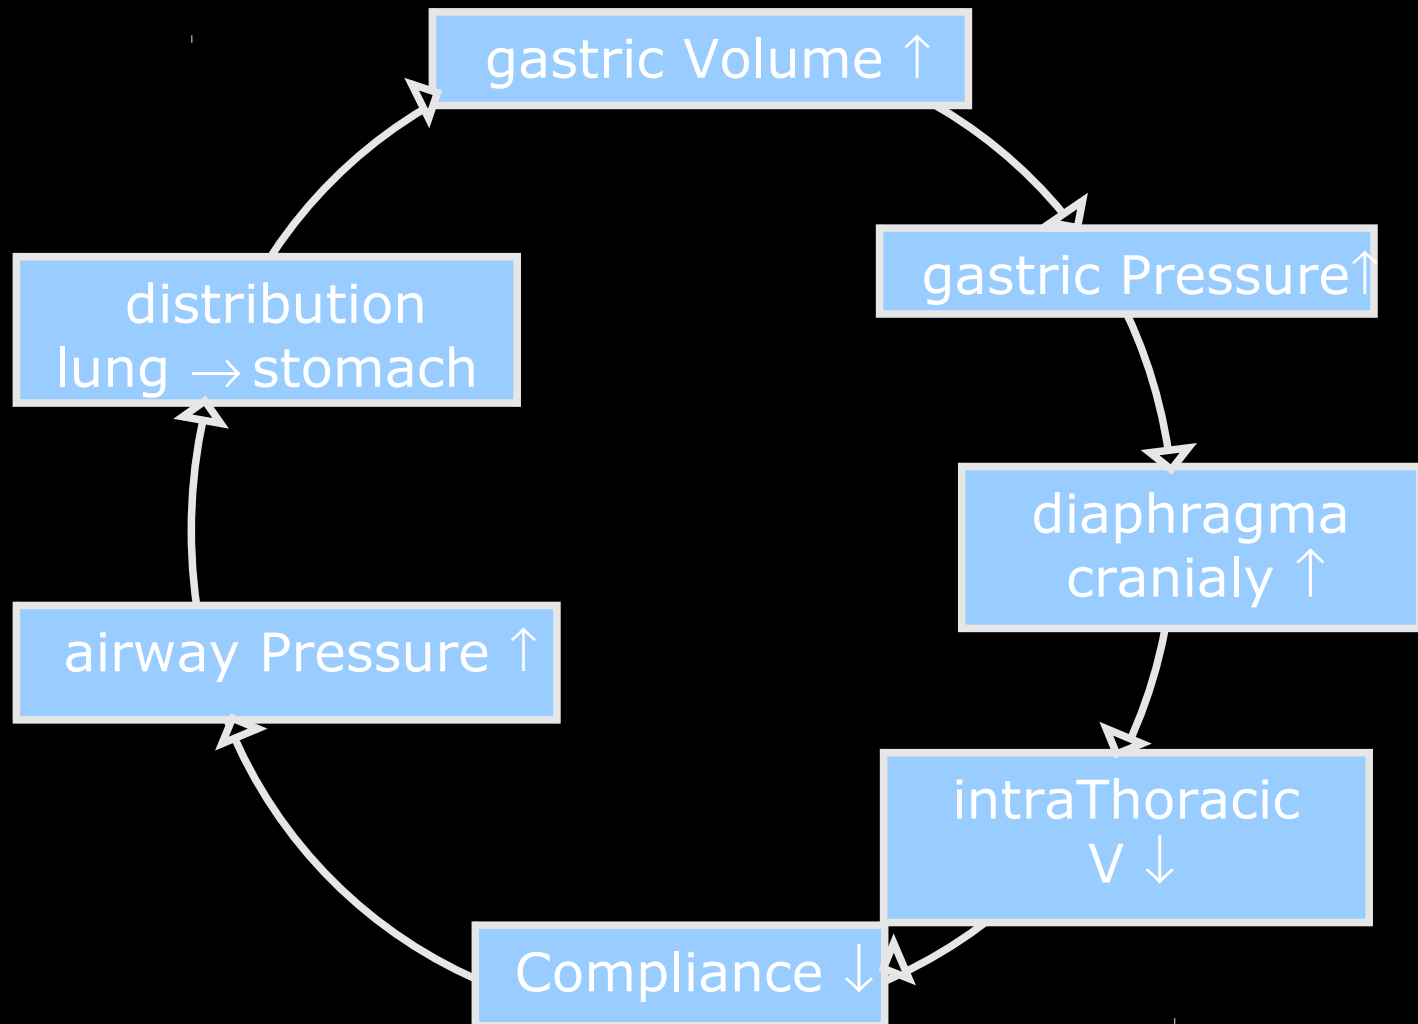 gastric Volume ↑
gastric Pressure↑
diaphragma
cranialy ↑
intraThoracic
V ↓
Compliance ↓
airway Pressure ↑
distribution
lung → stomach